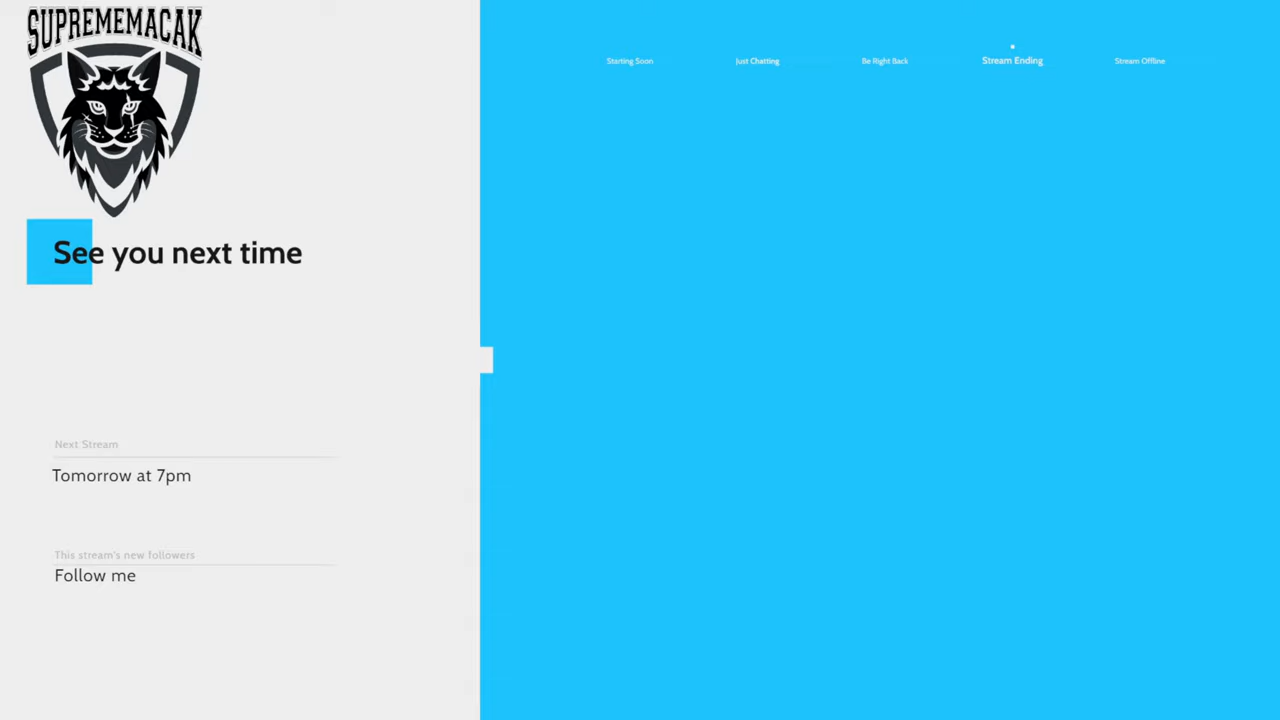 SUPREMEMACAK
Starting Soon
Just Chatting
Be Right Back
Stream Ending
Stream Offline
See you next time
Next Stream
Tomorrow at 7pm
This stream's new followers
Follow me